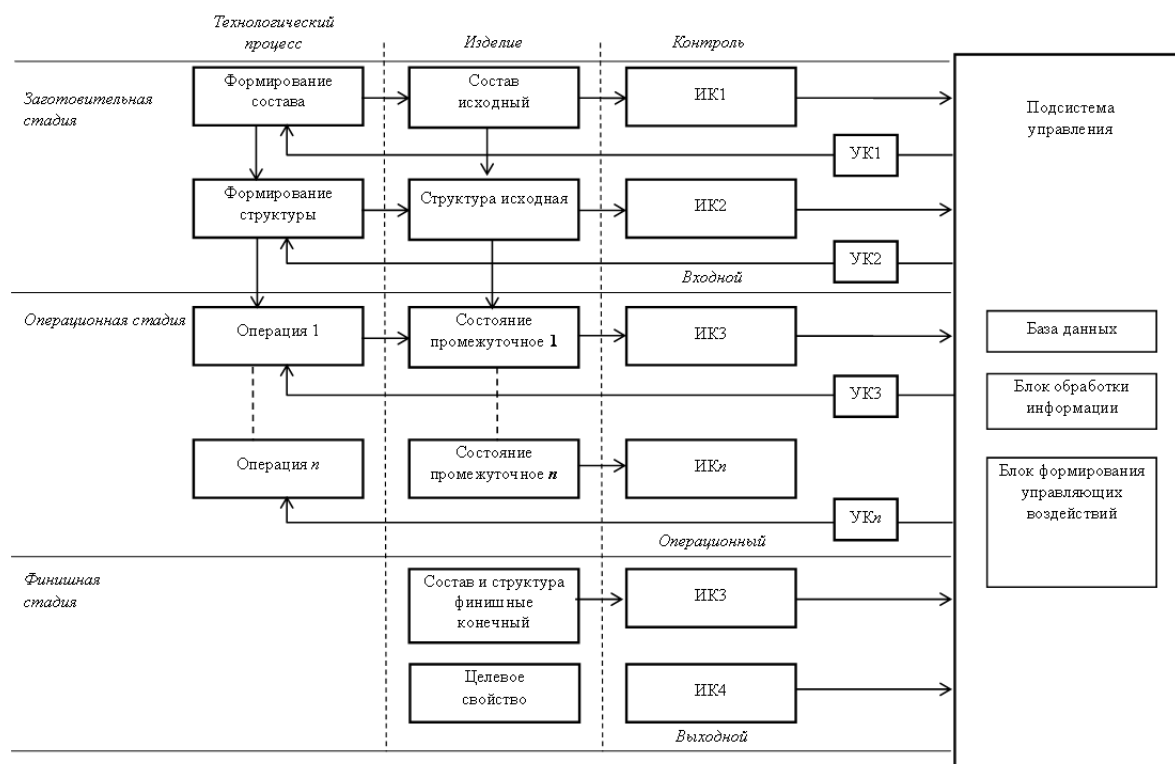 Технологический
процесс
Изделие
Контроль
Заготовительная
стадия
Формирование
состава
Состав
исходный
ИК1
Подсистема
управления
УК1
Формирование
структуры
Структура исходная
ИК2
УК2
Входной
Операционная стадия
Операция 1
Состояние
промежуточное 1
ИК3
База данных
УК3
Блок обработки
информации
Операция n
Состояние
промежуточное n
ИКn
Блок формирования
управляющих
воздействий
УКn
Операционный
Финишная
стадия
Состав и структура
финишные
конечный
ИК3
Целевое
свойство
ИК4
Выходной